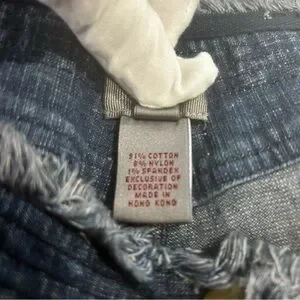 91% COTTON
8% NYLON
1% SPANDEX
EXCLUSIVE OF
DECORATION
MADE IN
HONG KONG